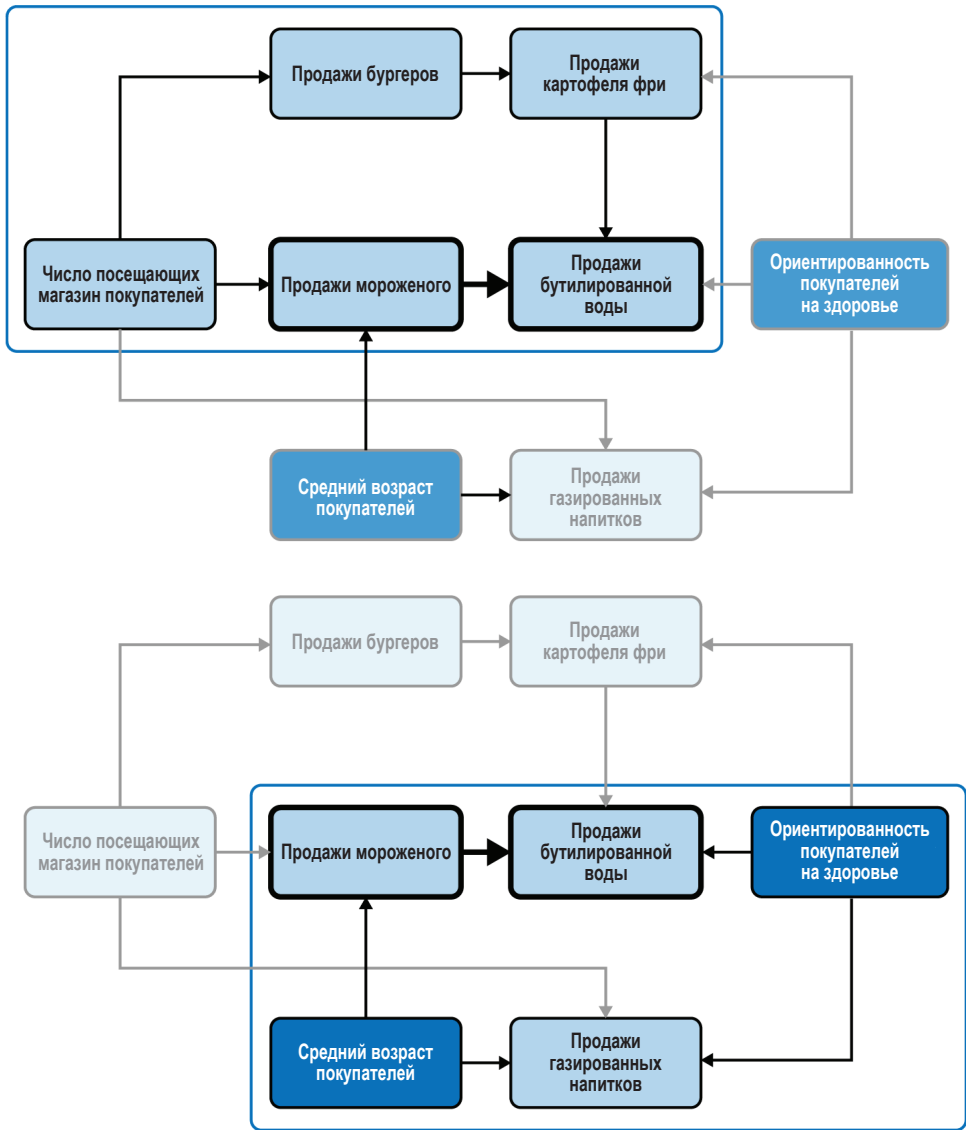 Продажи бургеров
Продажи
картофеля фри
Число посещающих
магазин покупателей
Продажи мороженого
Продажи
бутилированной
воды
Ориентированность
покупателей
на здоровье
Средний возраст
покупателей
Продажи
газированных
напитков
Продажи бургеров
Продажи
картофеля фри
Число посещающих
магазин покупателей
Продажи мороженого
Продажи
бутилированной
воды
Ориентированность
покупателей
на здоровье
Средний возраст
покупателей
Продажи
газированных
напитков